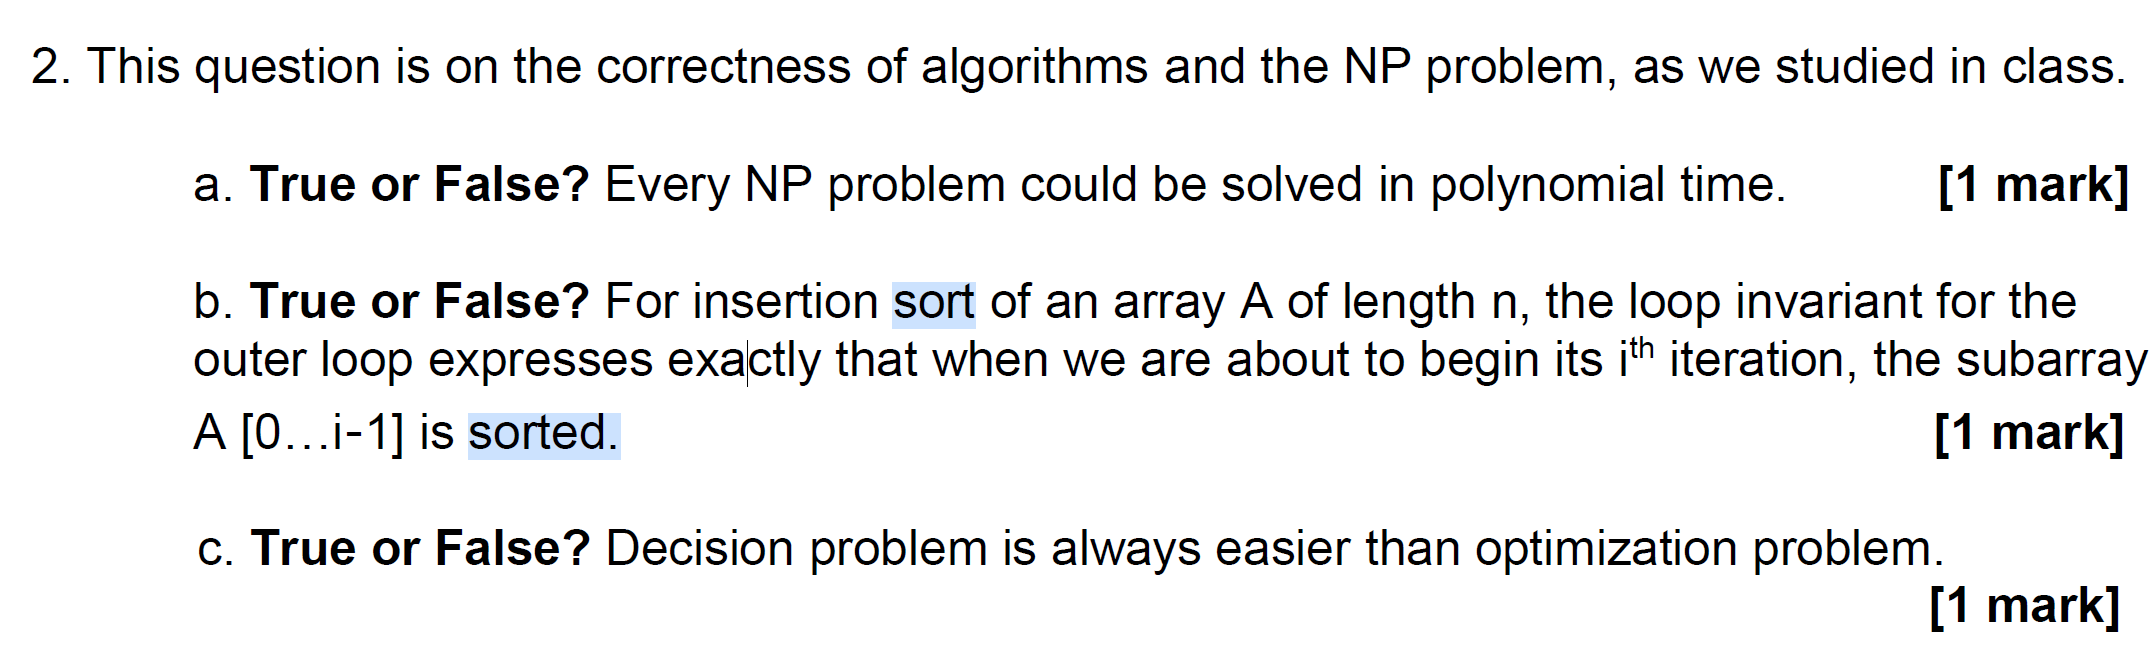 2. This question is on the correctness of algorithms and the NP problem, as we studied in class.
a. True or False? Every NP problem could be solved in polynomial time. [1 mark]
b. True or False? For insertion sort of an array A of length n, the loop invariant for the
outer loop expresses exactly that when we are about to begin its iᵗʰ iteration, the subarray
A [0…i-1] is sorted. [1 mark]
c. True or False? Decision problem is always easier than optimization problem.
[1 mark]